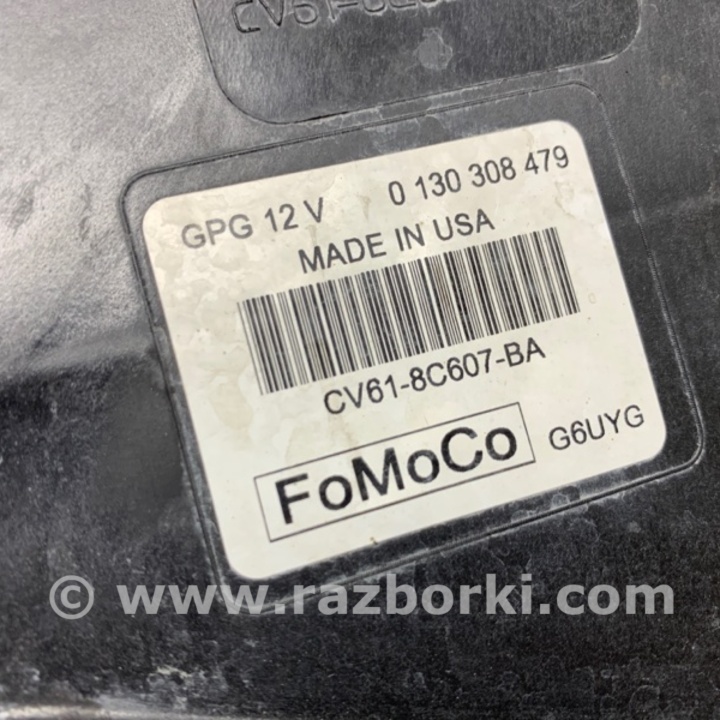 GPG 12 V 0 130 308 479
MADE IN USA
CV61-8C607-BA
FoMoCo G6UYG
© www.razborki.com